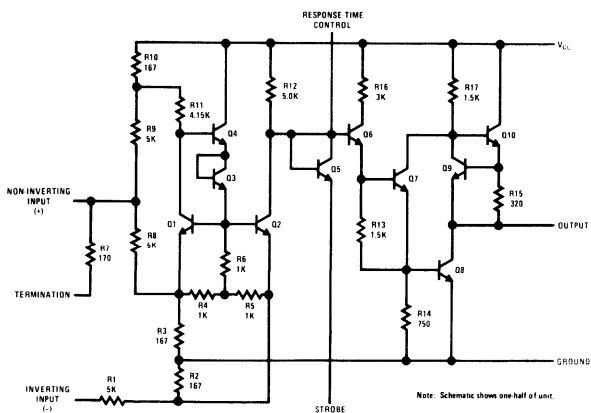 RESPONSE TIME
CONTROL
VCC
R10
167
R11
4.15K
R12
5.0K
R16
3K
R17
1.5K
Q4
Q6
Q10
R9
5K
Q3
Q5
Q7
Q9
R15
320
NON-INVERTING
INPUT
(+)
Q1
Q2
R7
170
R8
5K
R6
1K
R13
1.5K
OUTPUT
Q8
TERMINATION
R4
1K
R5
1K
R14
750
R3
167
GROUND
R2
167
INVERTING
INPUT
(-)
R1
5K
STROBE
Note: Schematic shows one-half of unit.